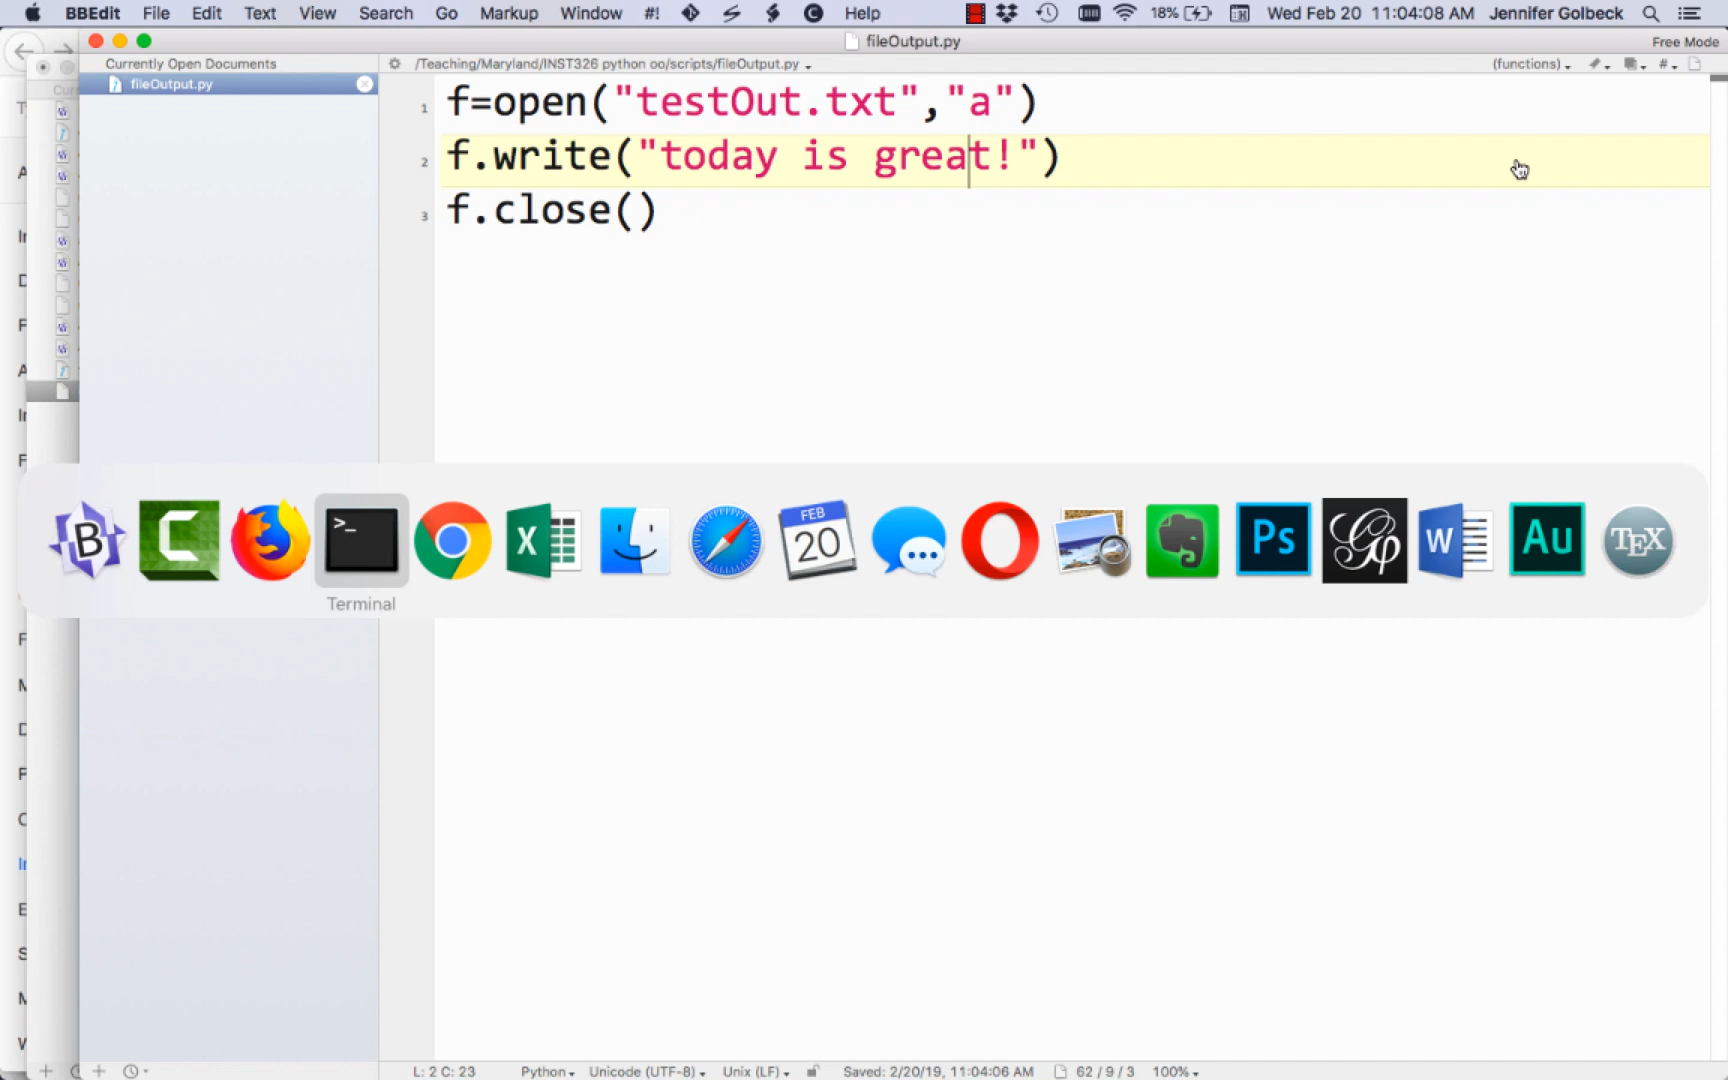 BBEdit File Edit Text View Search Go Markup Window #! Help 18% Wed Feb 20 11:04:08 AM Jennifer Golbeck
fileOutput.py Free Mode
Currently Open Documents /Teaching/Maryland/INST326 python oo/scripts/fileOutput.py (functions) #
fileOutput.py
1 f=open("testOut.txt","a")
2 f.write("today is great!")
3 f.close()
B C >_ X FEB 20 Ps W Au TEX
Terminal
L: 2 C: 23 Python Unicode (UTF-8) Unix (LF) Saved: 2/20/19, 11:04:06 AM 62 / 9 / 3 100%